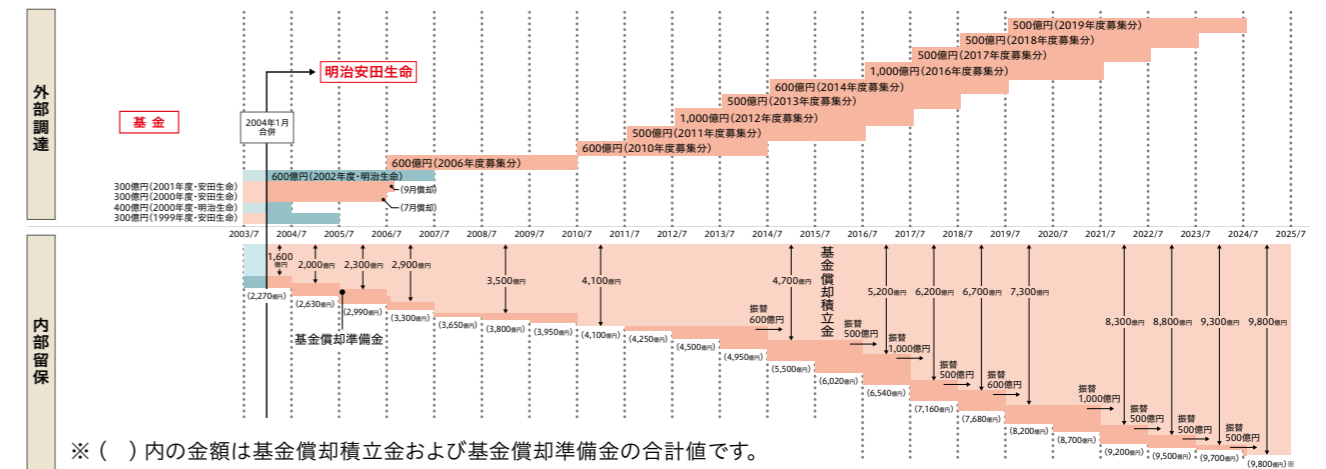 外部調達
基金
2004年1月
合併
明治安田生命
500億円(2019年度募集分)
500億円(2018年度募集分)
500億円(2017年度募集分)
1,000億円(2016年度募集分)
600億円(2014年度募集分)
500億円(2013年度募集分)
1,000億円(2012年度募集分)
500億円(2011年度募集分)
600億円(2010年度募集分)
600億円(2006年度募集分)
600億円(2002年度・明治生命)
300億円(2001年度・安田生命)
(9月償却)
300億円(2000年度・安田生命)
(7月償却)
400億円(2000年度・明治生命)
300億円(1999年度・安田生命)
2003/7 2004/7 2005/7 2006/7 2007/7 2008/7 2009/7 2010/7 2011/7 2012/7 2013/7 2014/7 2015/7 2016/7 2017/7 2018/7 2019/7 2020/7 2021/7 2022/7 2023/7 2024/7 2025/7
内部留保
1,600
億円
2,000億円
2,300億円
2,900億円
3,500億円
4,100億円
4,700億円
基金償却積立金
5,200億円
6,200億円
6,700億円
7,300億円
8,300億円
8,800億円
9,300億円
9,800億円
(2,270億円)
(2,630億円)
(2,990億円)
(3,300億円)
(3,650億円)
(3,800億円)
(3,950億円)
(4,100億円)
(4,250億円)
(4,500億円)
(4,950億円)
(5,500億円)
(6,020億円)
(6,540億円)
(7,160億円)
(7,680億円)
(8,200億円)
(8,700億円)
(9,200億円)
(9,500億円)
(9,700億円)
(9,800億円)※
基金償却準備金
振替
600億円
振替
500億円
振替
1,000億円
振替
500億円
振替
600億円
振替
1,000億円
振替
500億円
振替
500億円
振替
500億円
※( )内の金額は基金償却積立金および基金償却準備金の合計値です。